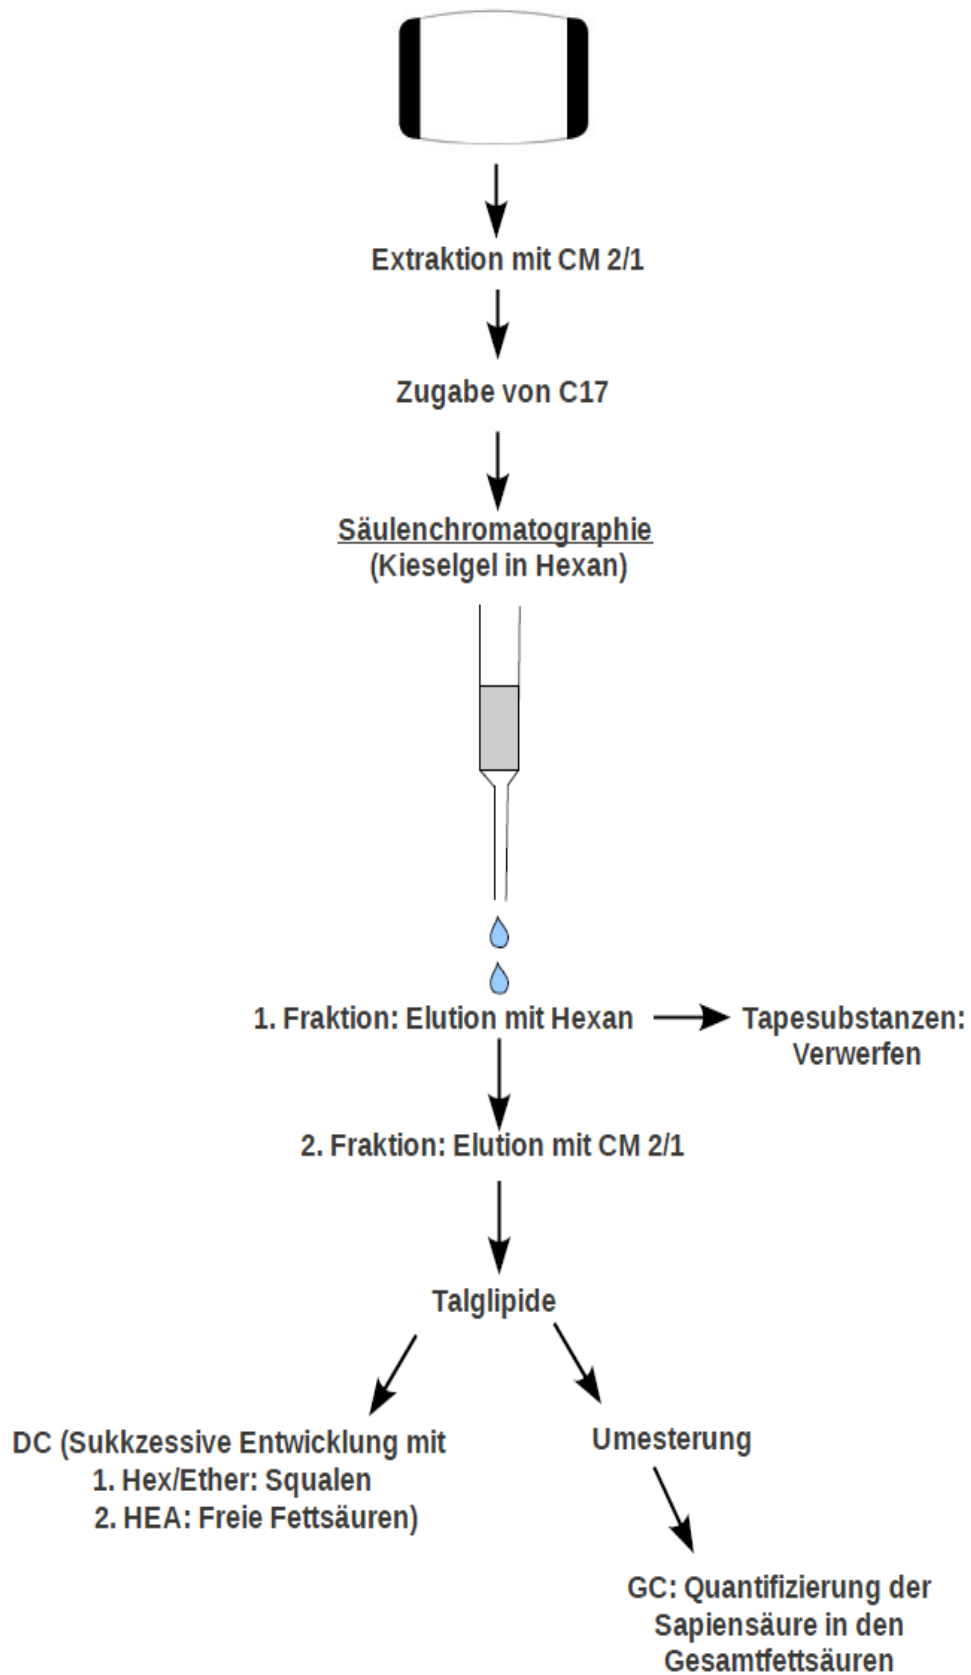 Extraktion mit CM 2/1
Zugabe von C17
Säulenchromatographie
(Kieselgel in Hexan)
1. Fraktion: Elution mit Hexan
Tapesubstanzen:
Verwerfen
2. Fraktion: Elution mit CM 2/1
Talglipide
DC (Sukkzessive Entwicklung mit
1. Hex/Ether: Squalen
2. HEA: Freie Fettsäuren)
Umesterung
GC: Quantifizierung der
Sapiensäure in den
Gesamtfettsäuren